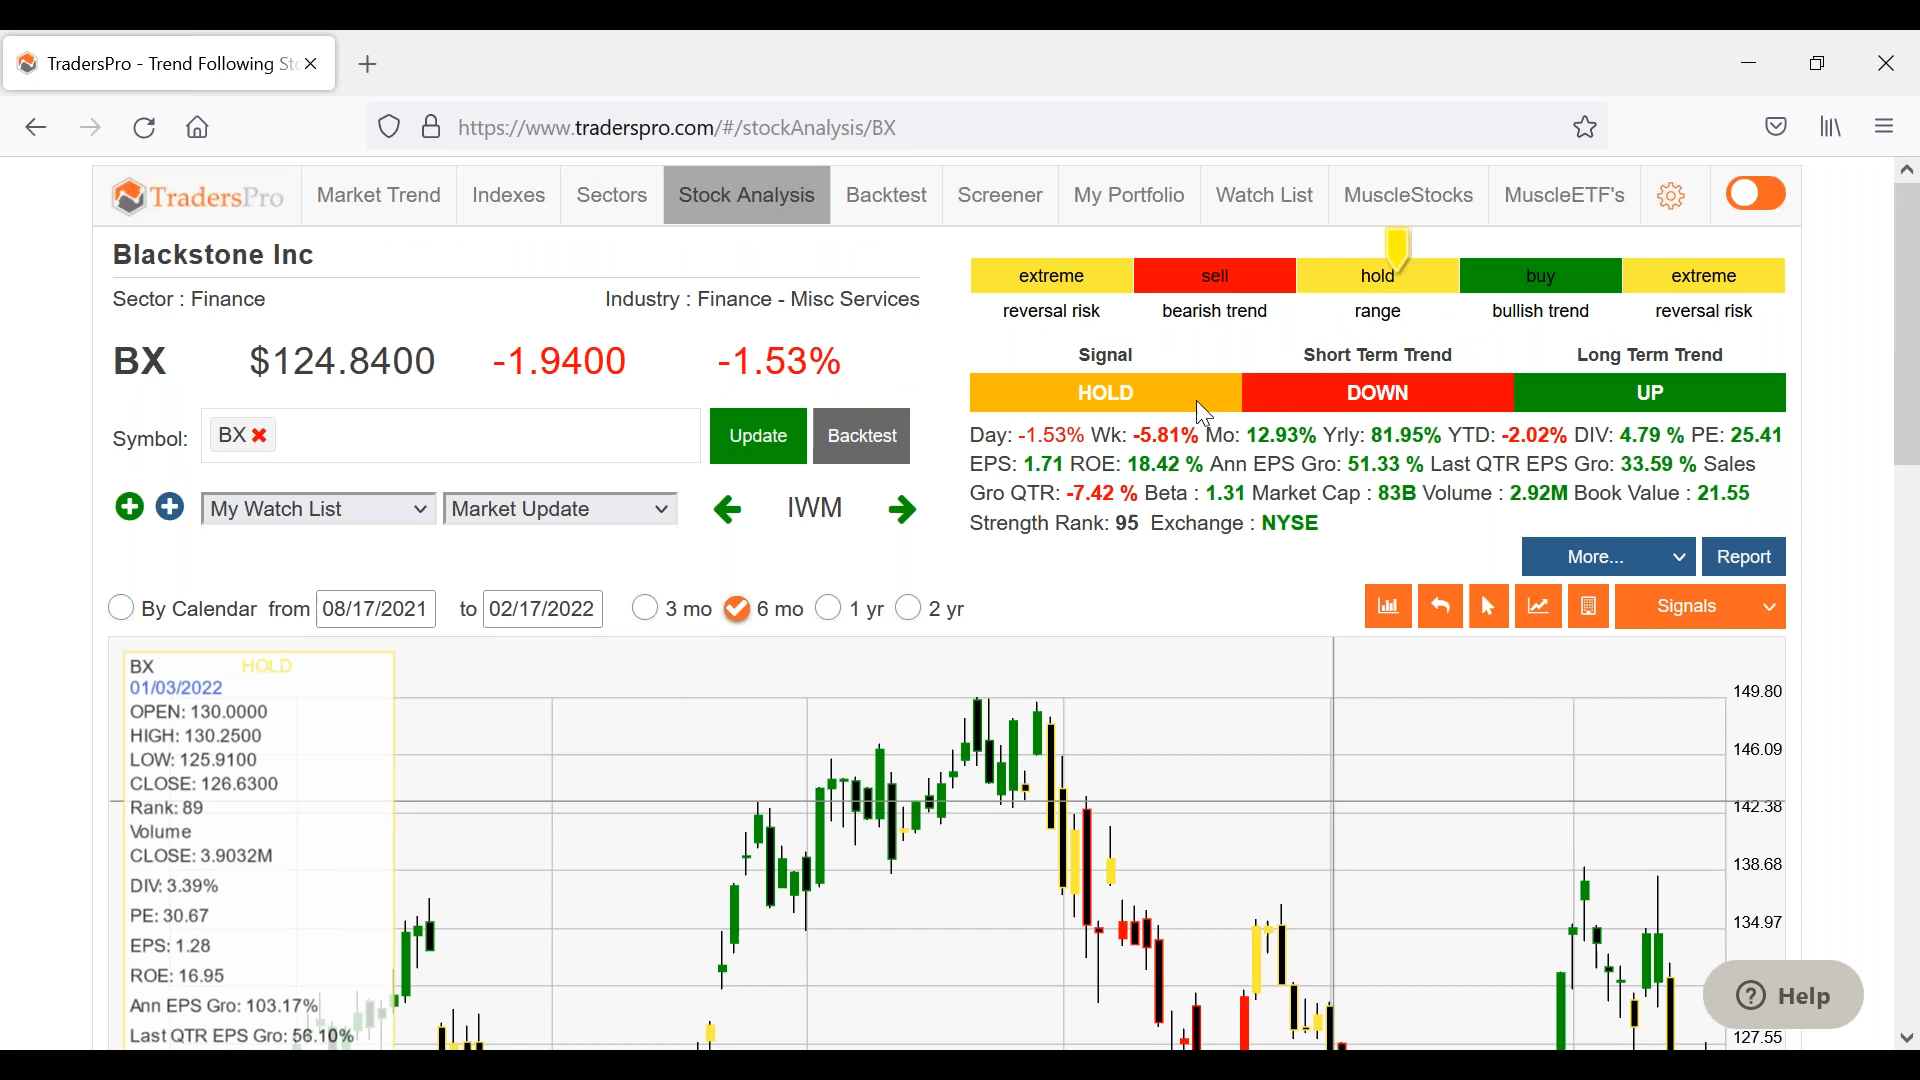 TradersPro - Trend Following Sto
https://www.traderspro.com/#/stockAnalysis/BX
TradersPro Market Trend Indexes Sectors Stock Analysis Backtest Screener My Portfolio Watch List MuscleStocks MuscleETF's
Blackstone Inc
Sector : Finance Industry : Finance - Misc Services
BX $124.8400 -1.9400 -1.53%
Symbol: BX Update Backtest
My Watch List Market Update IWM
extreme sell hold buy extreme
reversal risk bearish trend range bullish trend reversal risk
Signal Short Term Trend Long Term Trend
HOLD DOWN UP
Day: -1.53% Wk: -5.81% Mo: 12.93% Yrly: 81.95% YTD: -2.02% DIV: 4.79 % PE: 25.41
EPS: 1.71 ROE: 18.42 % Ann EPS Gro: 51.33 % Last QTR EPS Gro: 33.59 % Sales
Gro QTR: -7.42 % Beta : 1.31 Market Cap : 83B Volume : 2.92M Book Value : 21.55
Strength Rank: 95 Exchange : NYSE
More... Report
By Calendar from 08/17/2021 to 02/17/2022 3 mo 6 mo 1 yr 2 yr Signals
BX HOLD
01/03/2022
OPEN: 130.0000
HIGH: 130.2500
LOW: 125.9100
CLOSE: 126.6300
Rank: 89
Volume
CLOSE: 3.9032M
DIV: 3.39%
PE: 30.67
EPS: 1.28
ROE: 16.95
Ann EPS Gro: 103.17%
Last QTR EPS Gro: 56.10%
149.80
146.09
142.38
138.68
134.97
127.55
Help